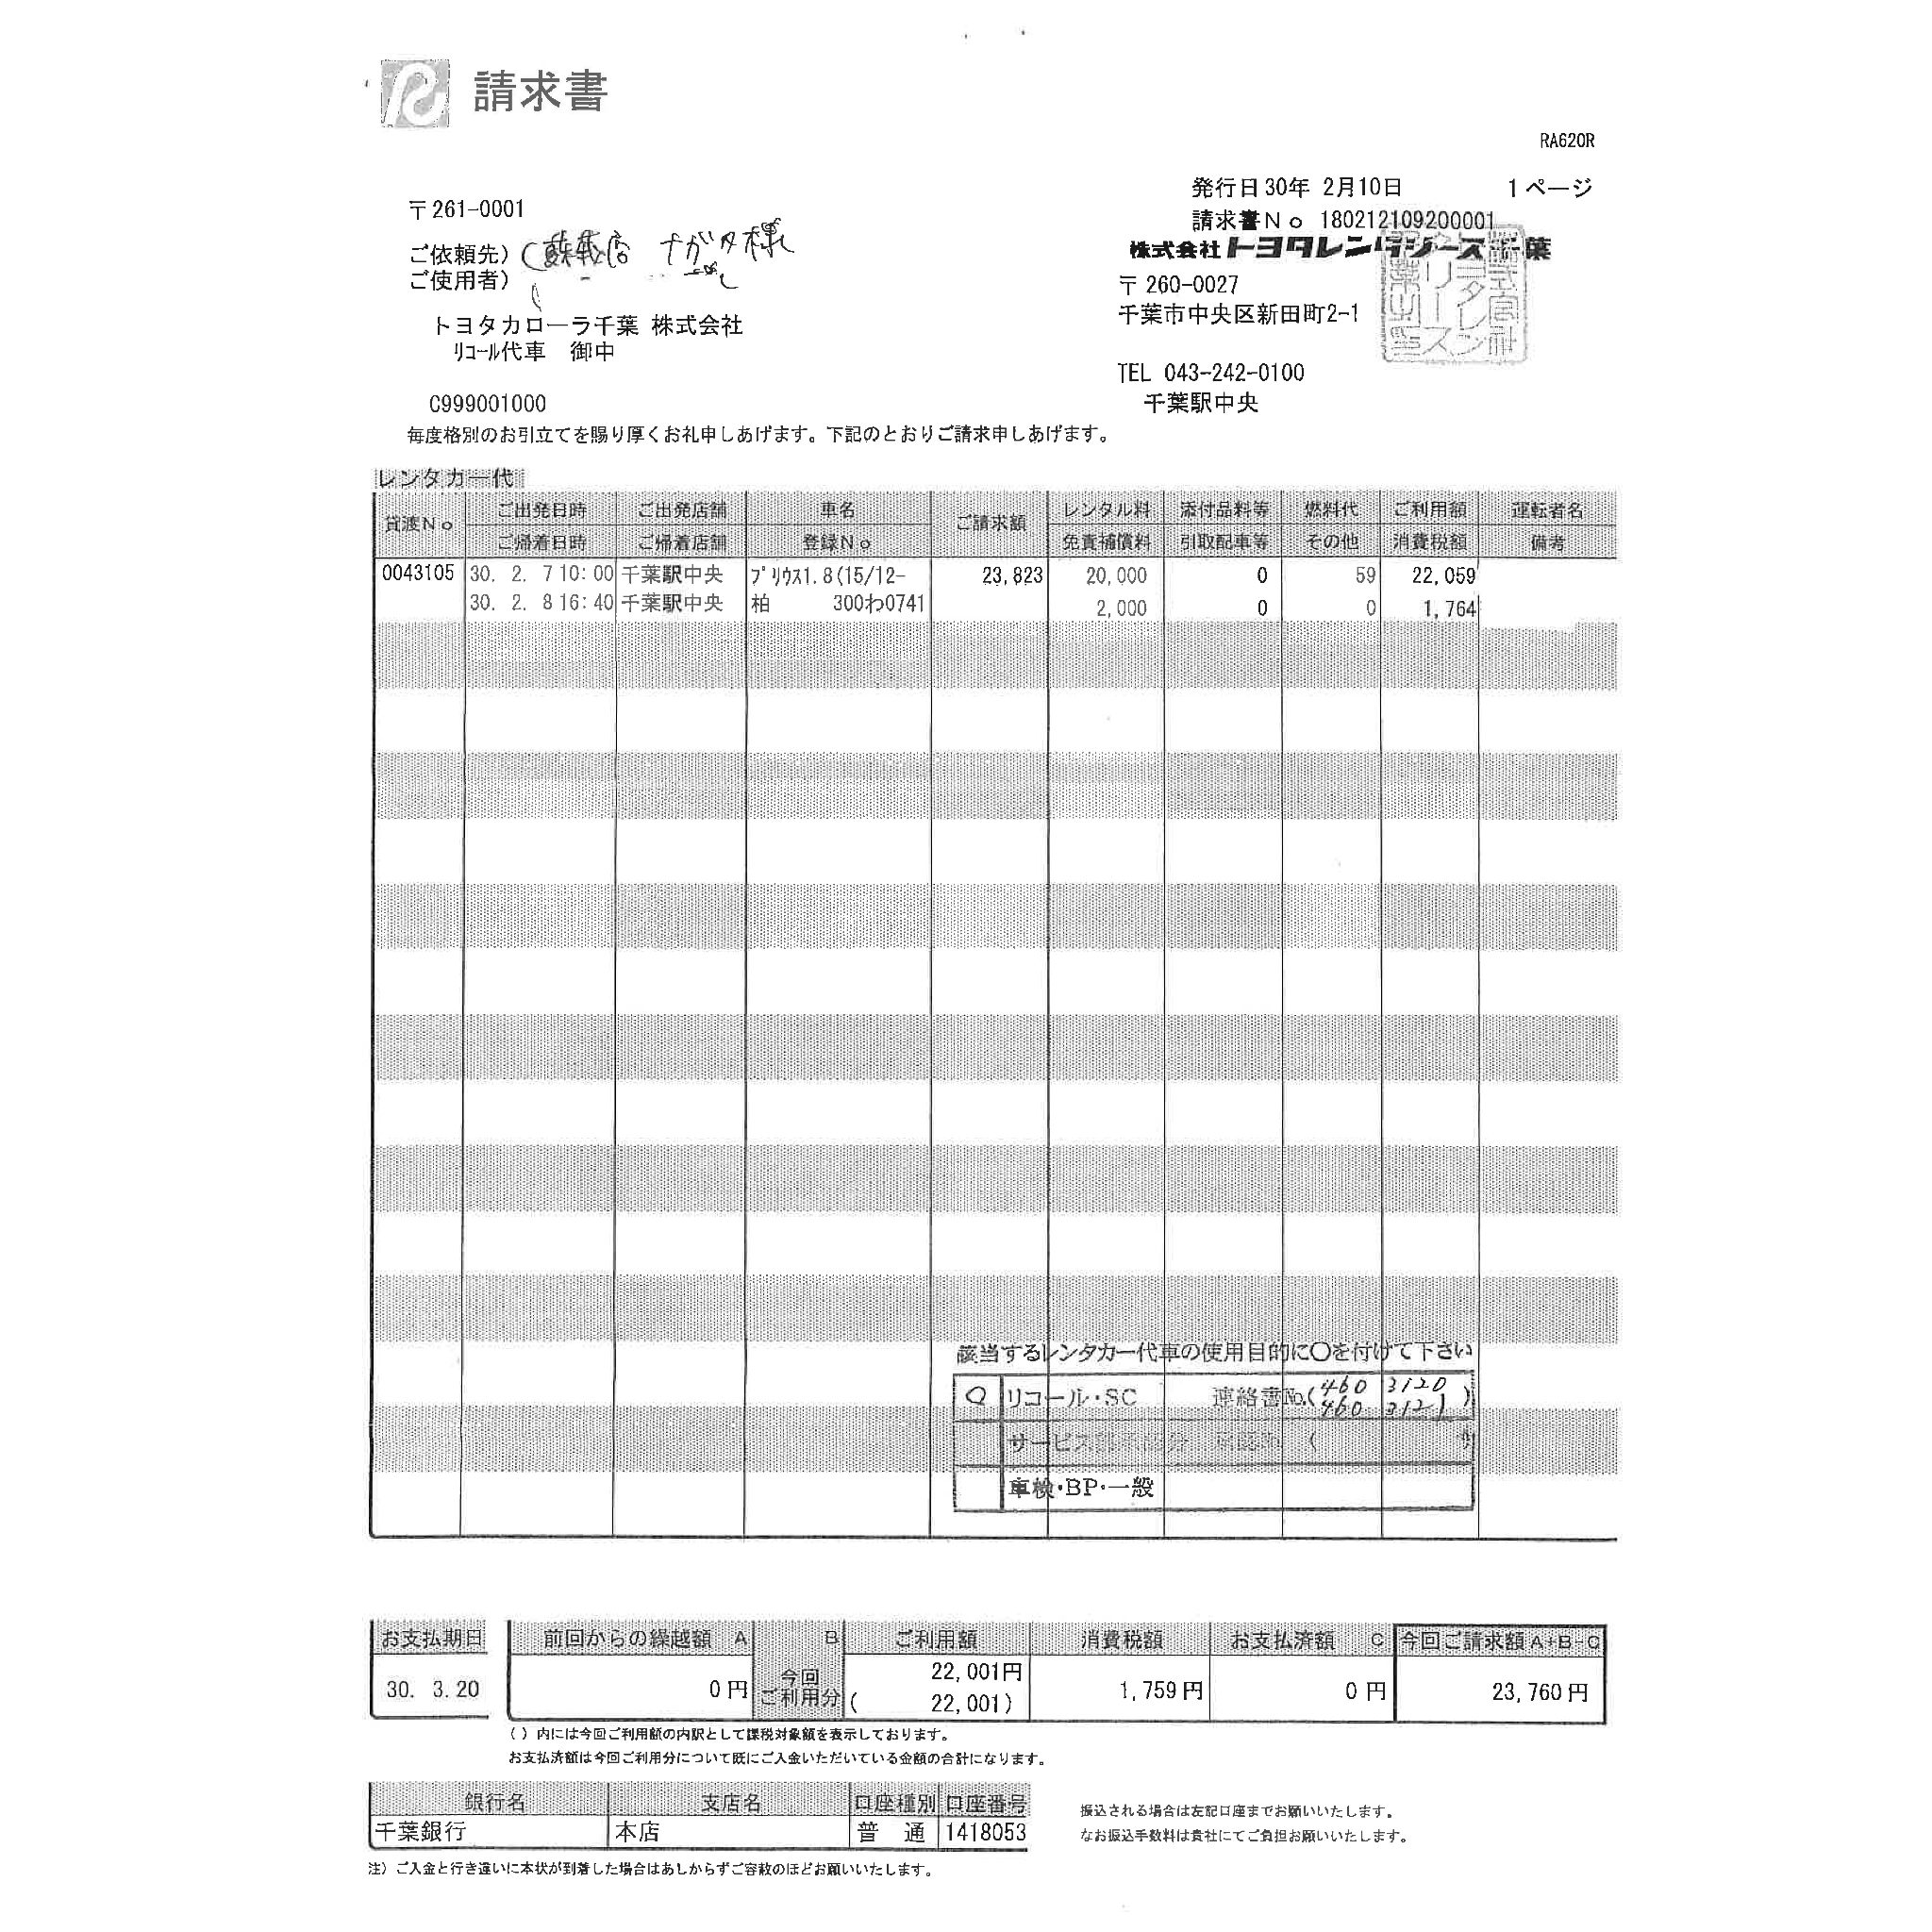 請求書
RA620R
発行日30年 2月10日 1ページ
請求書No 180212109200001
株式会社トヨタレンタリース千葉
〒260-0027
千葉市中央区新田町2-1
TEL 043-242-0100
千葉駅中央
〒261-0001
ご依頼先) (蘇我店 ナガタ様
ご使用者)
トヨタカローラ千葉 株式会社
リコール代車 御中
C999001000
毎度格別のお引立てを賜り厚くお礼申しあげます。下記のとおりご請求申しあげます。
レンタカー代
貸渡No ご出発日時 ご出発店舗 車名 ご請求額 レンタル料 添付品料等 燃料代 ご利用額 運転者名
ご帰着日時 ご帰着店舗 登録No 免責補償料 引取配車等 その他 消費税額 備考
0043105 30. 2. 7 10:00 千葉駅中央 プリウス1.8(15/12- 23,823 20,000 0 59 22,059
30. 2. 8 16:40 千葉駅中央 柏 300わ0741 2,000 0 0 1,764
該当するレンタカー代車の使用目的に〇を付けて下さい
〇 リコール・SC 連絡書No.(460 3120
460 3121)
サービス
車検・BP・一般
お支払期日 前回からの繰越額 A B ご利用額 消費税額 お支払済額 C 今回ご請求額A+B-C
30. 3.20 0円 今回ご利用分 22,001円 1,759円 0円 23,760円
( 22,001)
( )内には今回ご利用額の内訳として課税対象額を表示しております。
お支払済額は今回ご利用分について既にご入金いただいている金額の合計になります。
銀行名 支店名 口座種別 口座番号
千葉銀行 本店 普 通 1418053
振込される場合は左記口座までお願いいたします。
なお振込手数料は貴社にてご負担お願いいたします。
注)ご入金と行き違いに本状が到着した場合はあしからずご容赦のほどお願いいたします。